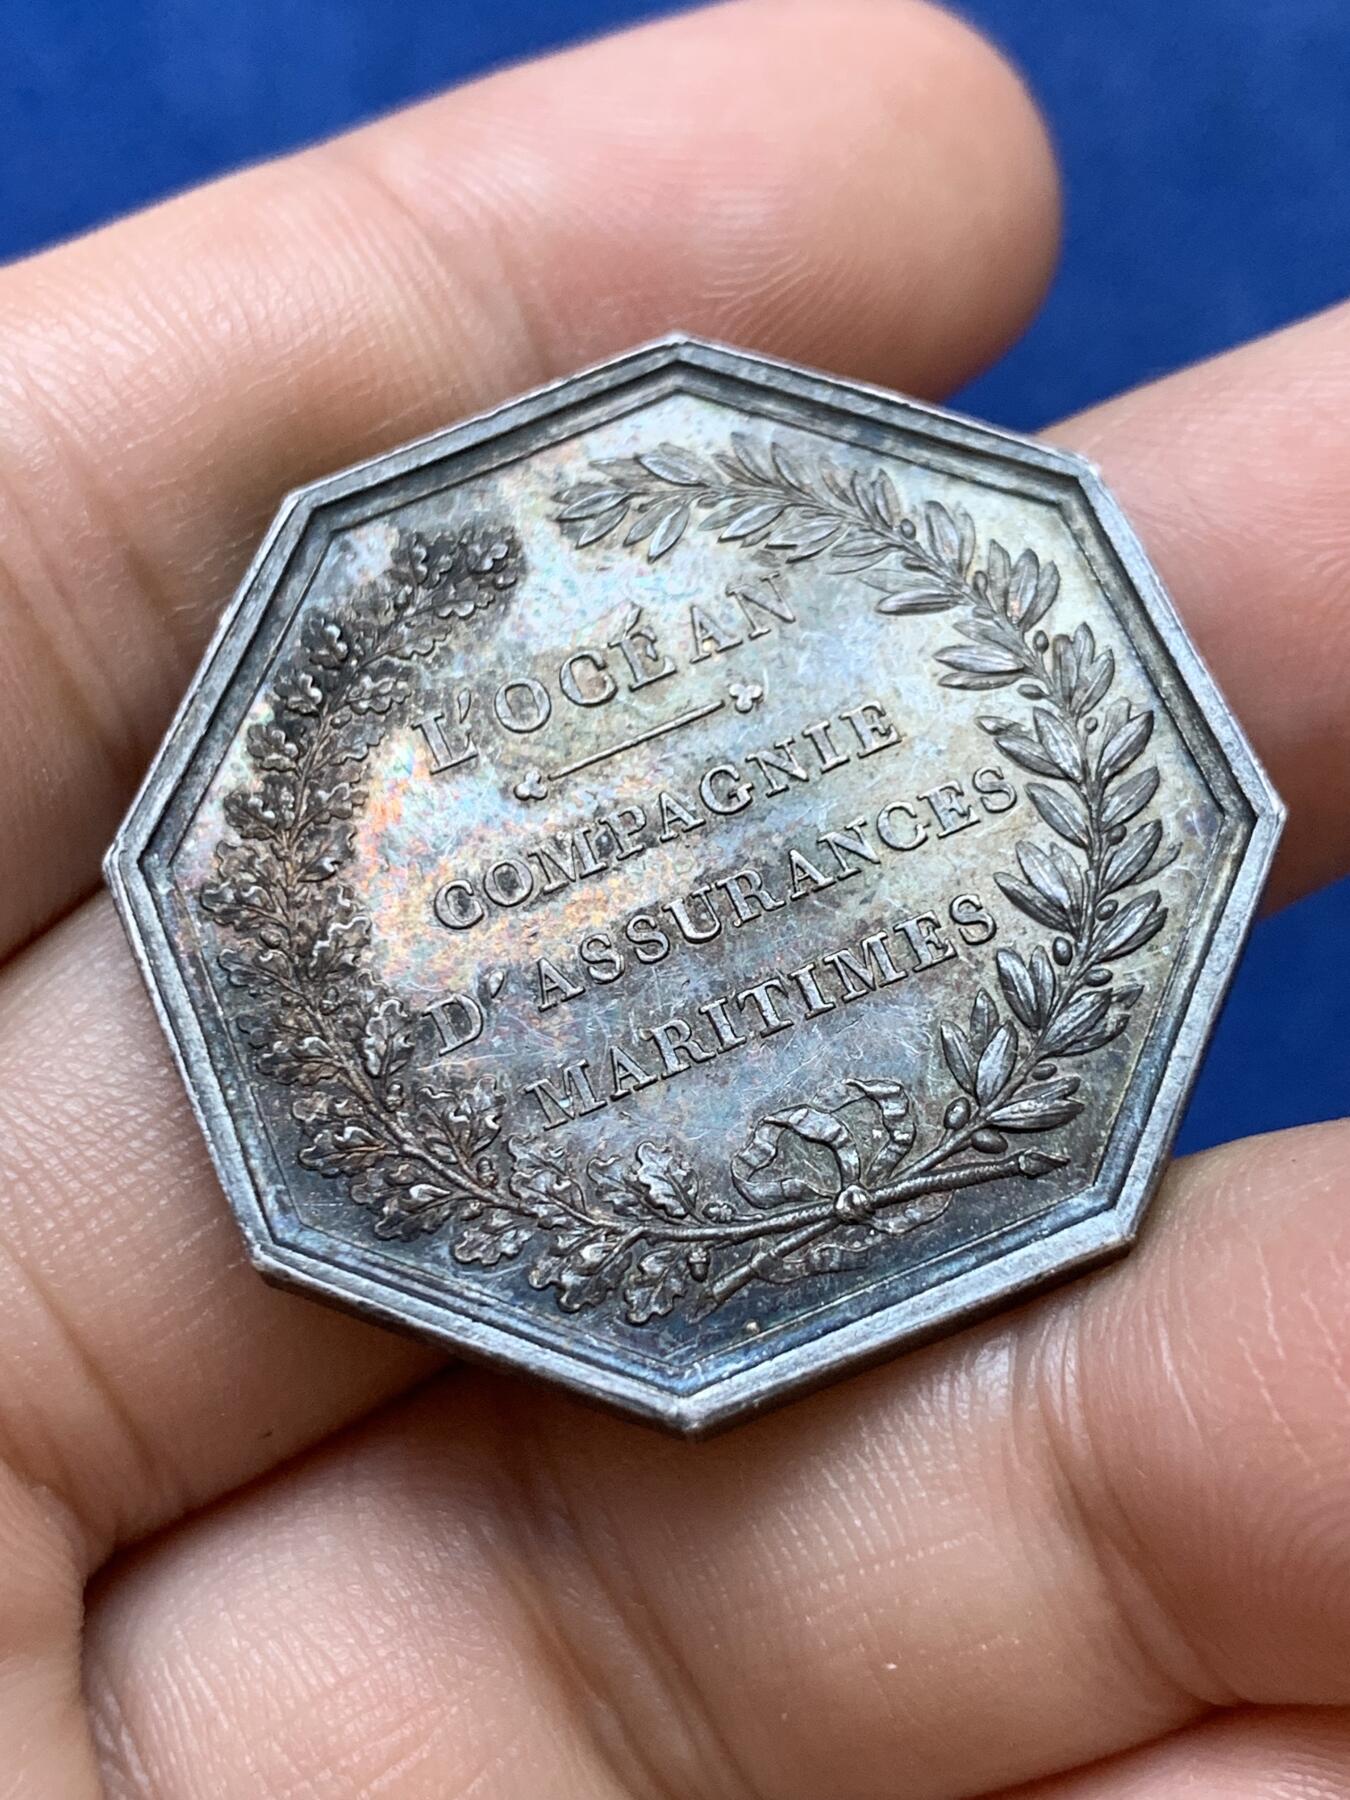 L'OCÉAN
COMPAGNIE
D'ASSURANCES
MARITIMES